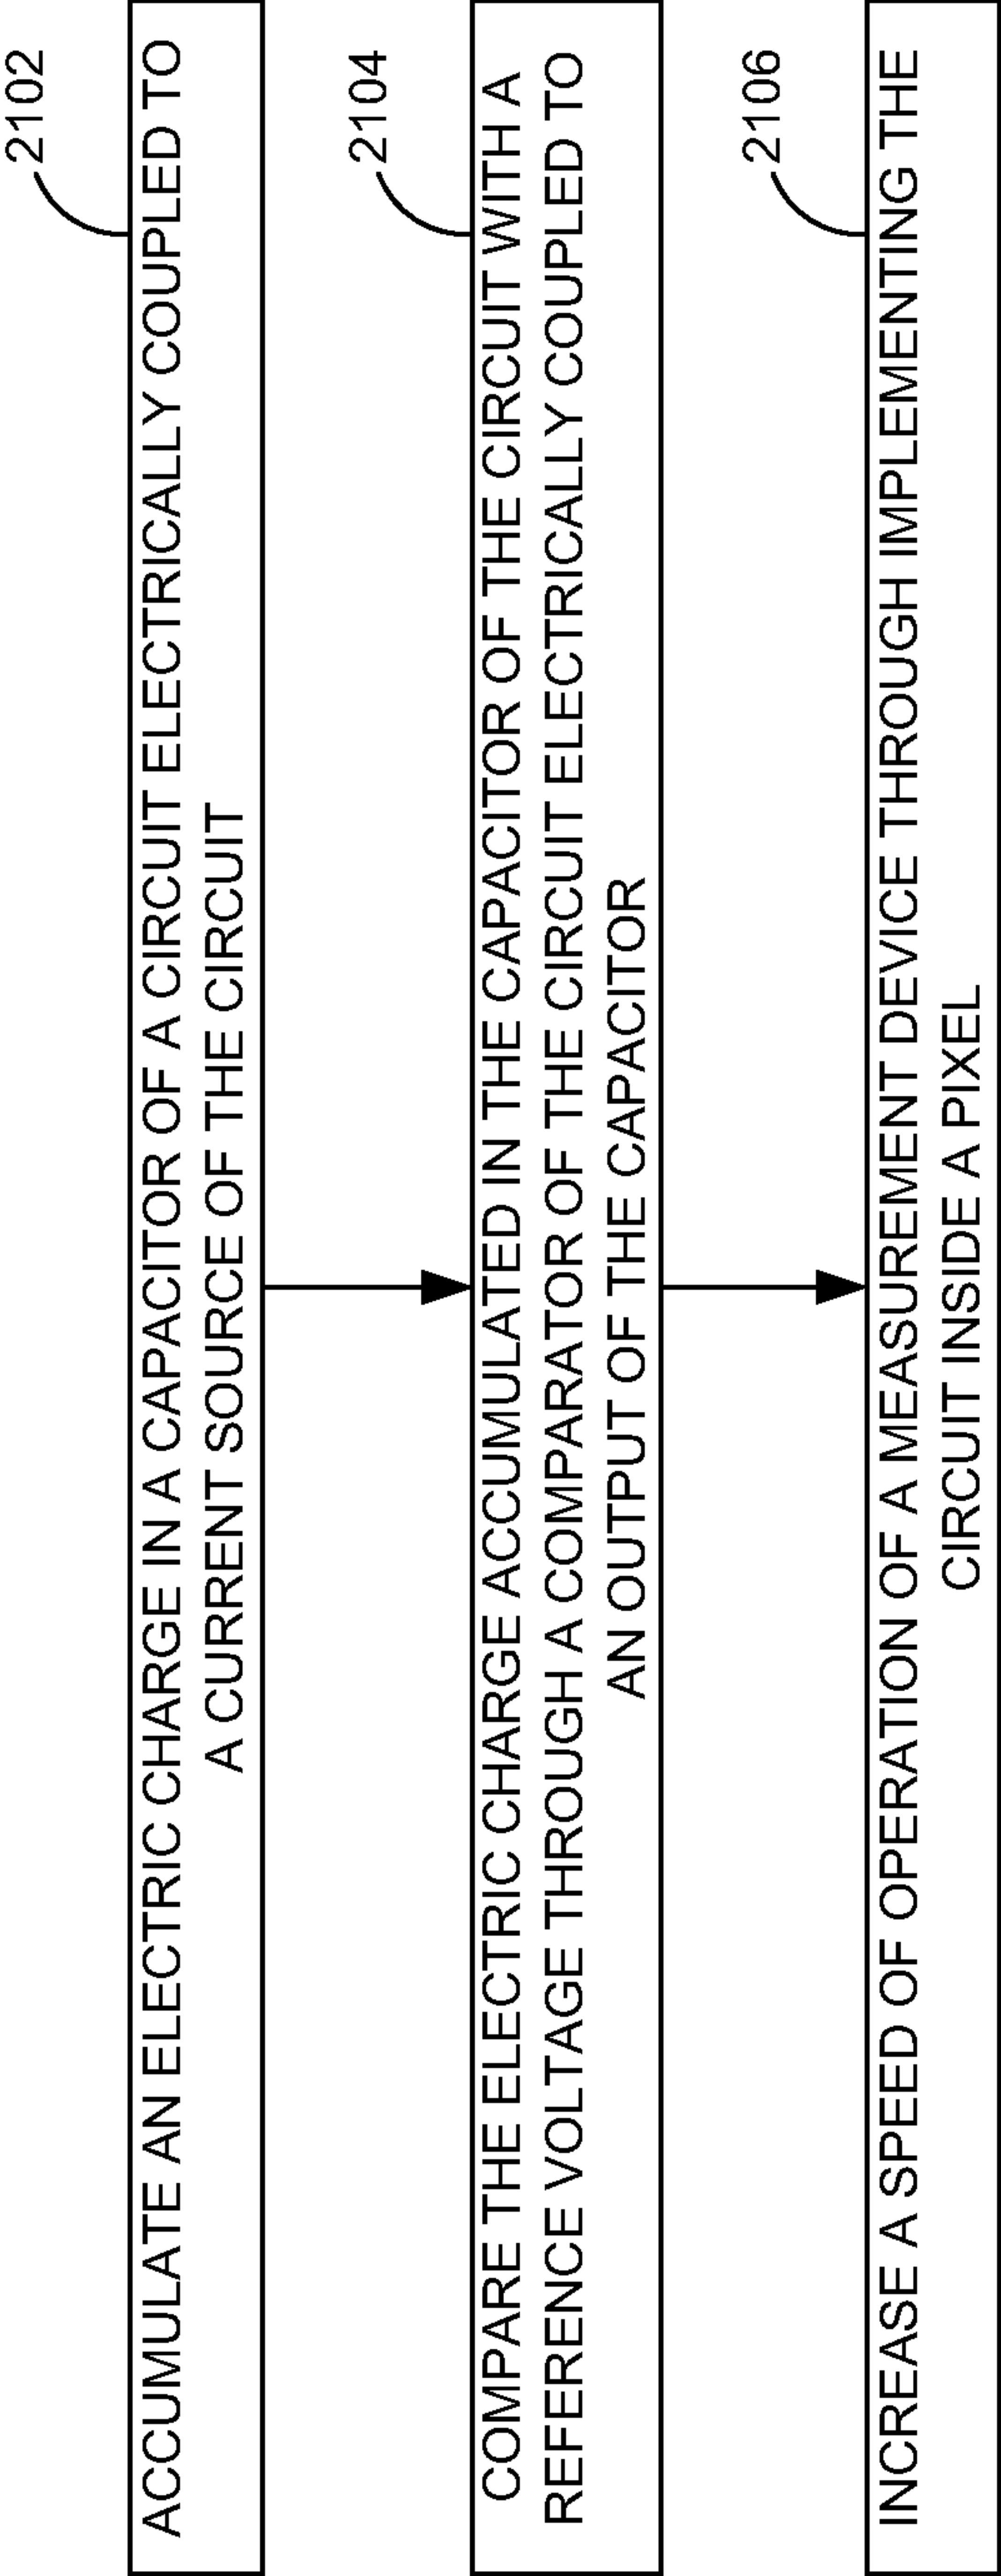 2102
ACCUMULATE AN ELECTRIC CHARGE IN A CAPACITOR OF A CIRCUIT ELECTRICALLY COUPLED TO
A CURRENT SOURCE OF THE CIRCUIT
2104
COMPARE THE ELECTRIC CHARGE ACCUMULATED IN THE CAPACITOR OF THE CIRCUIT WITH A
REFERENCE VOLTAGE THROUGH A COMPARATOR OF THE CIRCUIT ELECTRICALLY COUPLED TO
AN OUTPUT OF THE CAPACITOR
2106
INCREASE A SPEED OF OPERATION OF A MEASUREMENT DEVICE THROUGH IMPLEMENTING THE
CIRCUIT INSIDE A PIXEL